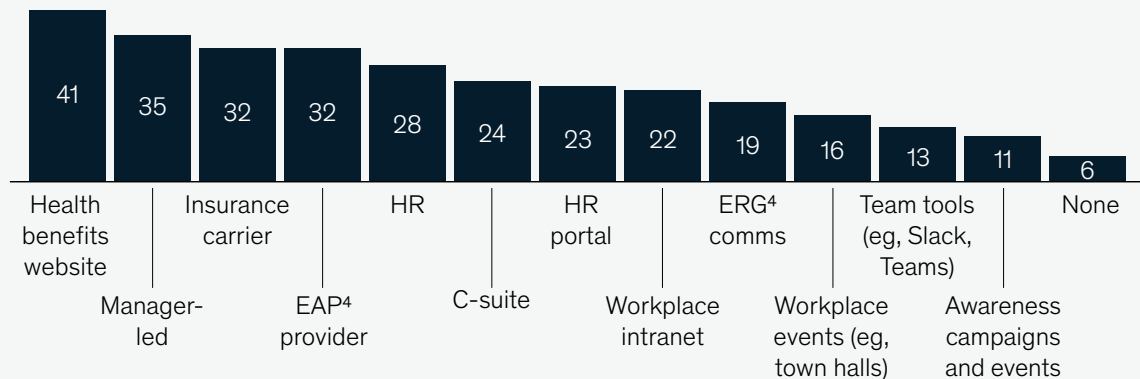 41
35
32
32
28
24
23
22
19
16
13
11
6
Health
benefits
website
Manager-
led
Insurance
carrier
EAP⁴
provider
HR
C-suite
HR
portal
Workplace
intranet
ERG⁴
comms
Workplace
events (eg,
town halls)
Team tools
(eg, Slack,
Teams)
Awareness
campaigns
and events
None